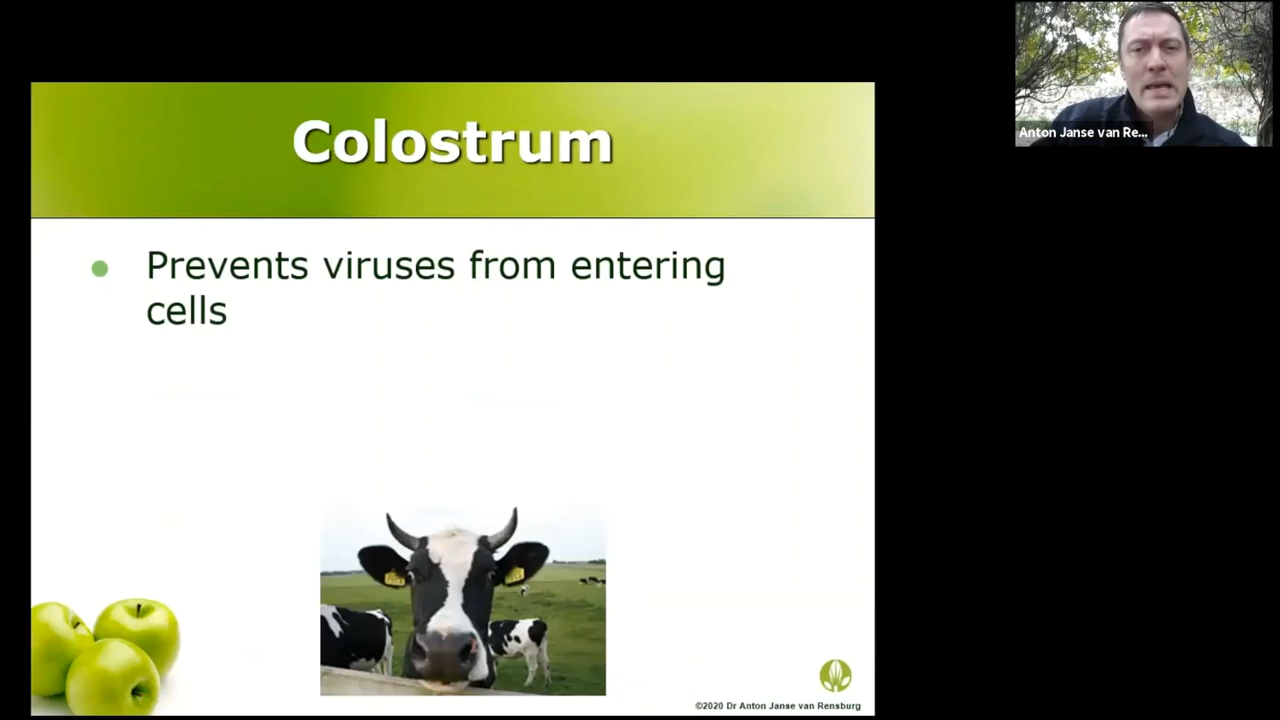 Colostrum
Prevents viruses from entering
cells
©2020 Dr Anton Janse van Rensburg
Anton Janse van Re...